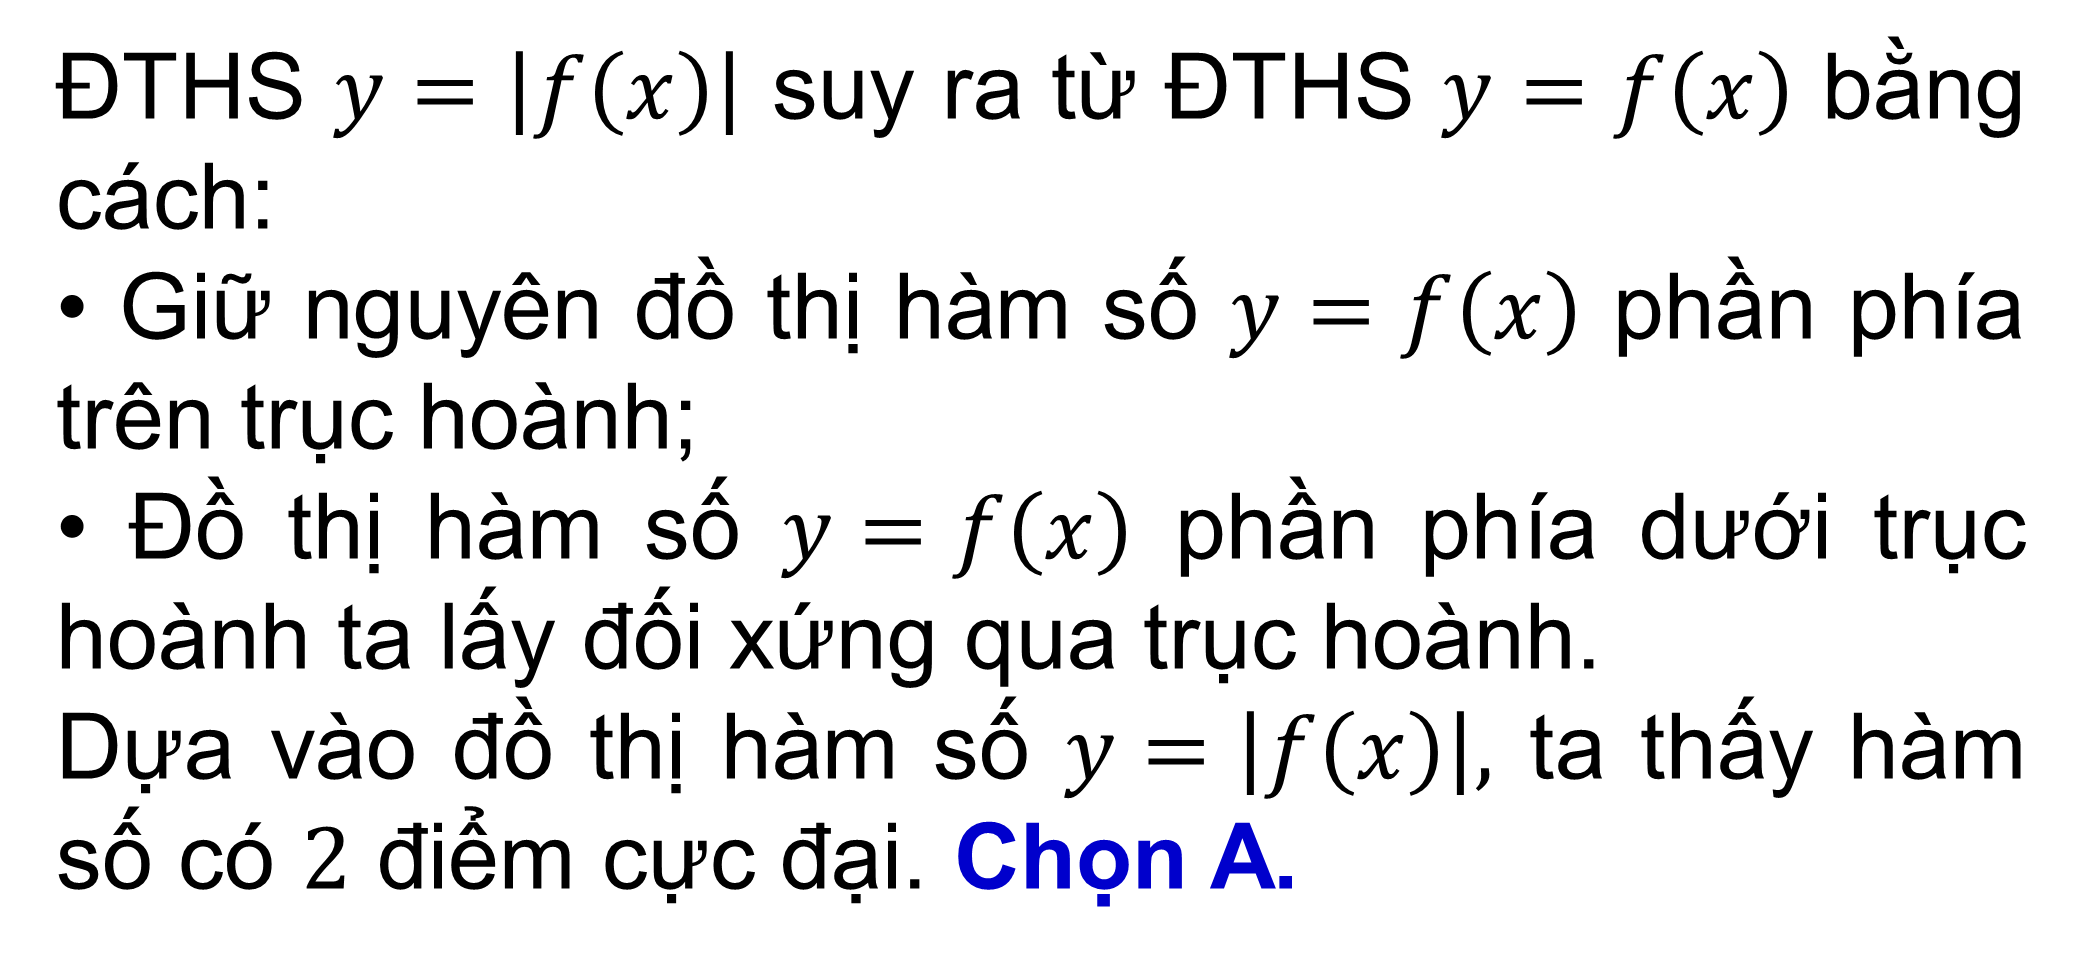 ĐTHS y = |f(x)| suy ra từ ĐTHS y = f(x) bằng
cách:
• Giữ nguyên đồ thị hàm số y = f(x) phần phía
trên trục hoành;
• Đồ thị hàm số y = f(x) phần phía dưới trục
hoành ta lấy đối xứng qua trục hoành.
Dựa vào đồ thị hàm số y = |f(x)|, ta thấy hàm
số có 2 điểm cực đại. Chọn A.